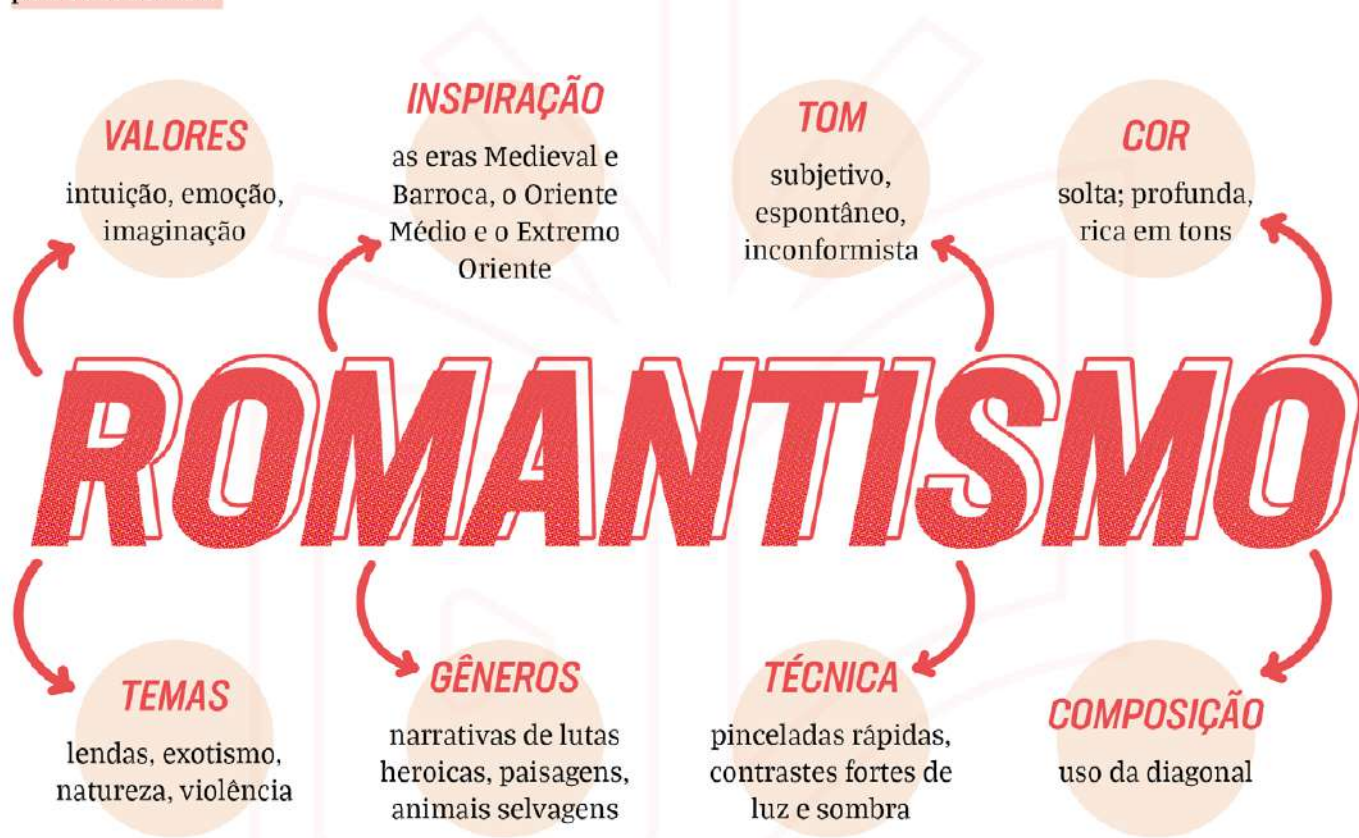 VALORES
intuição, emoção,
imaginação
INSPIRAÇÃO
as eras Medieval e
Barroca, o Oriente
Médio e o Extremo
Oriente
TOM
subjetivo,
espontâneo,
inconformista
COR
solta; profunda,
rica em tons
ROMANTISMO
TEMAS
lendas, exotismo,
natureza, violência
GÊNEROS
narrativas de lutas
heroicas, paisagens,
animais selvagens
TÉCNICA
pinceladas rápidas,
contrastes fortes de
luz e sombra
COMPOSIÇÃO
uso da diagonal